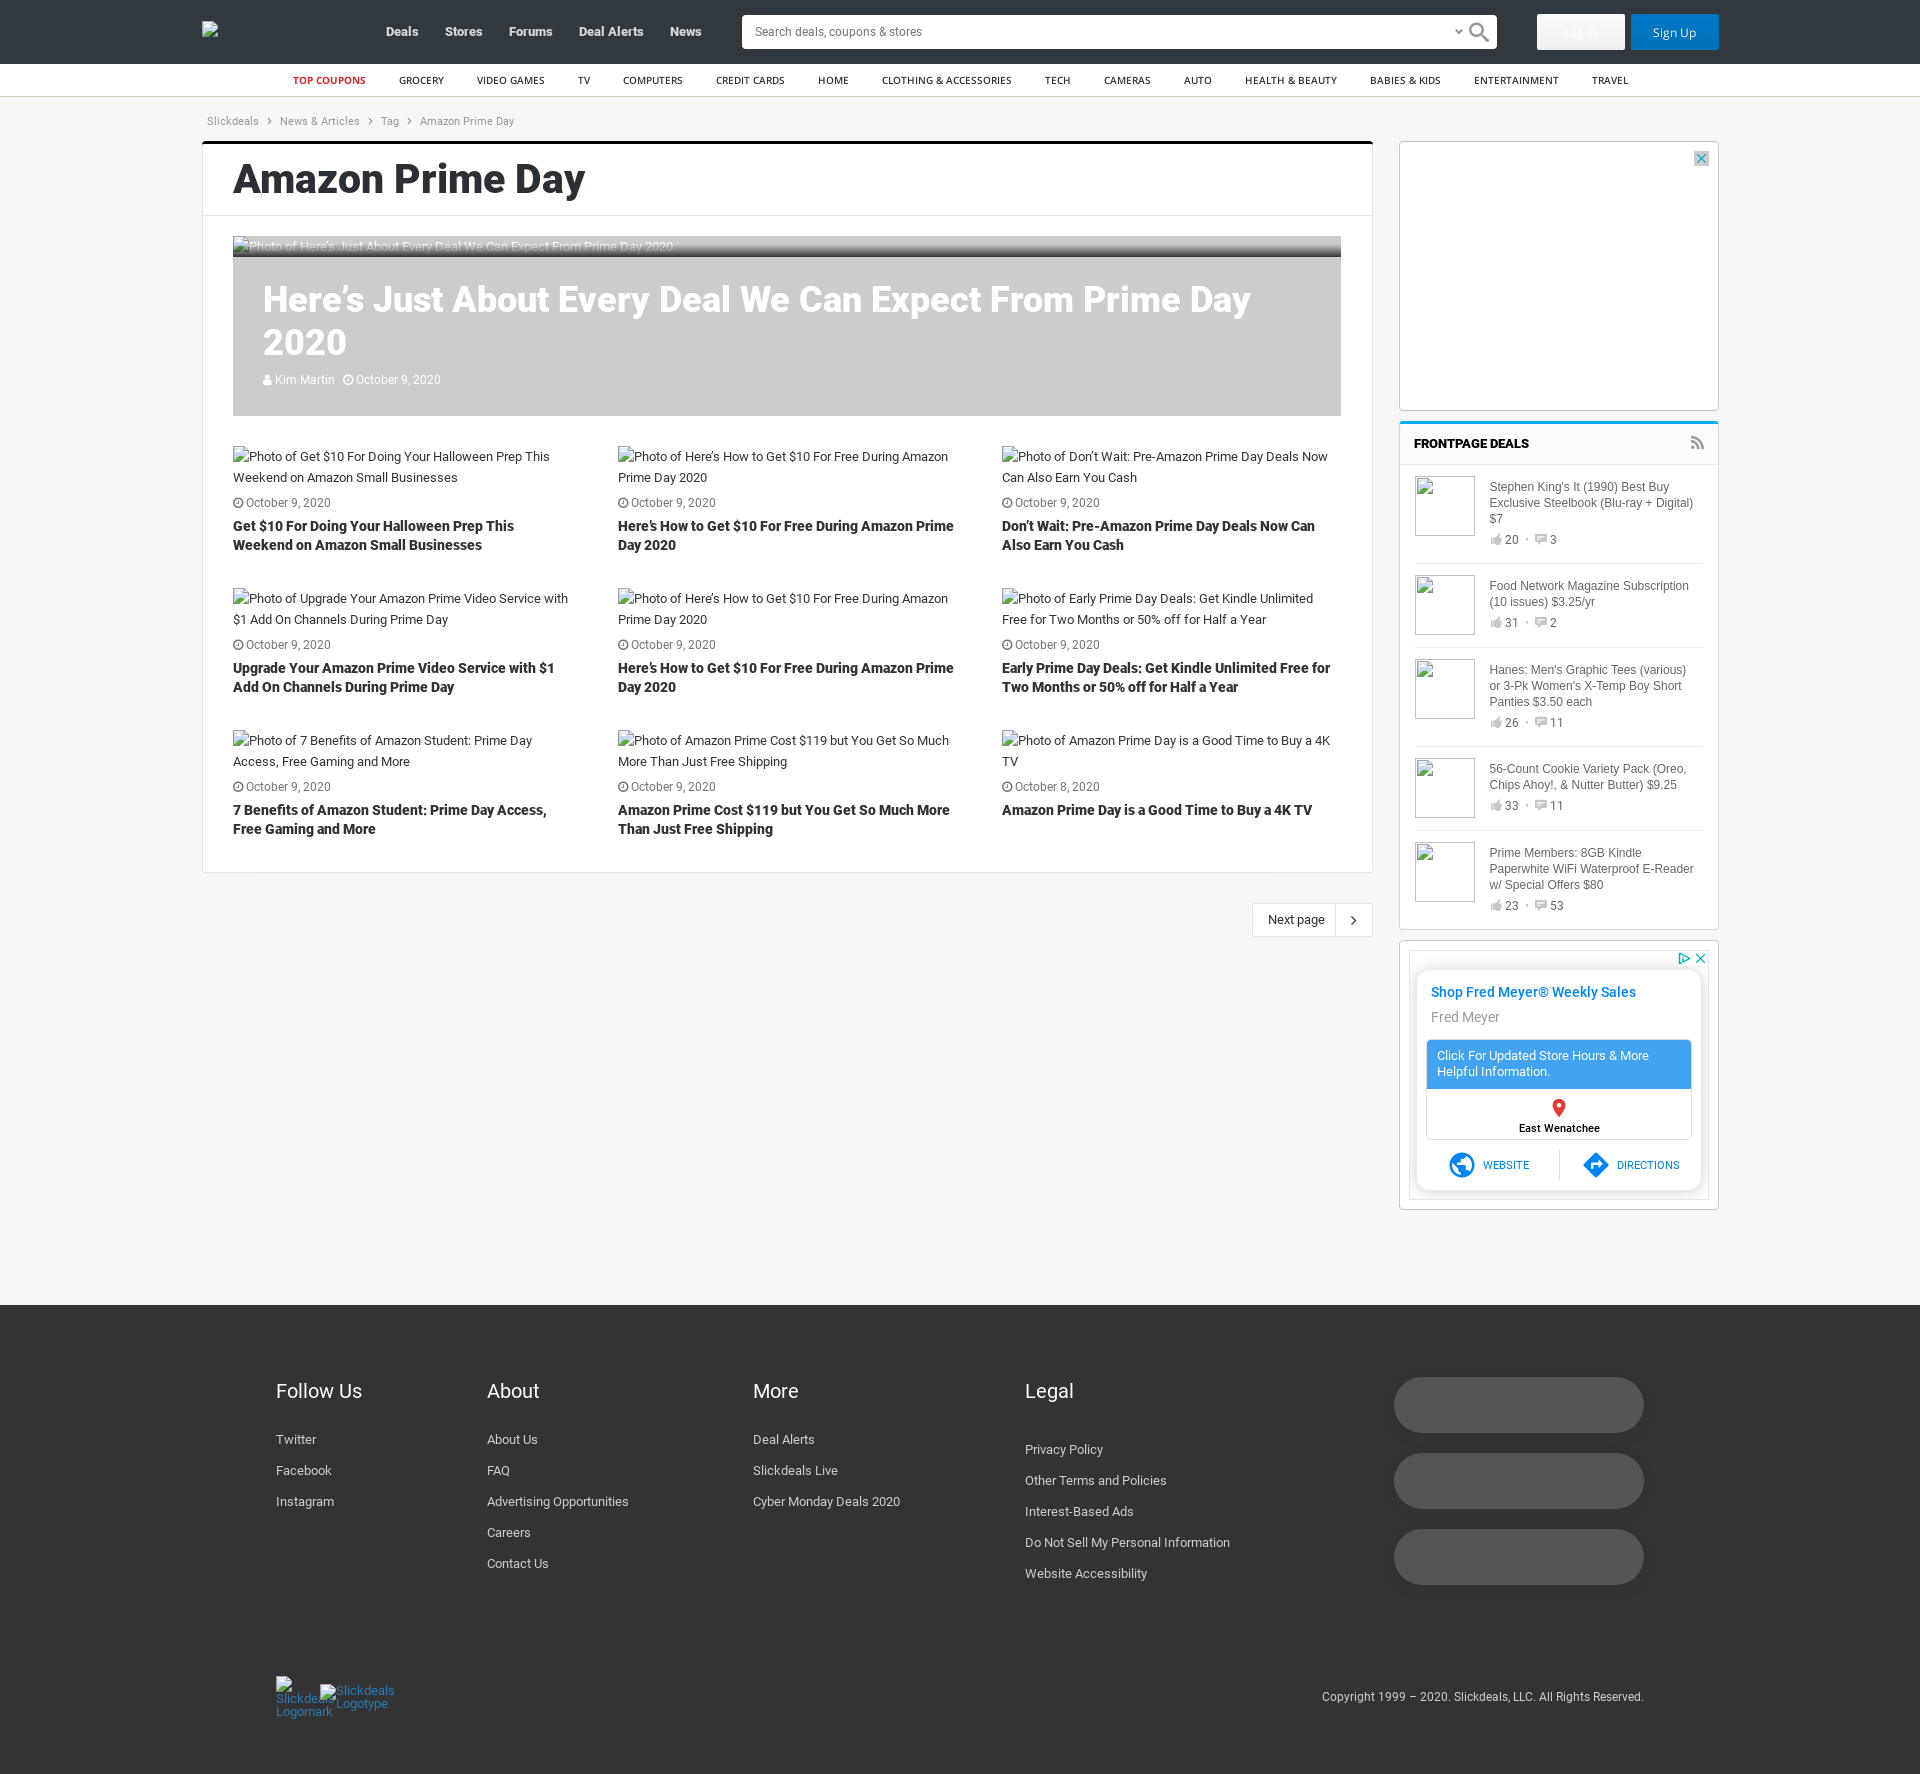 Deals Stores Forums Deal Alerts News
Search deals, coupons & stores
Log In
Sign Up
TOP COUPONS GROCERY VIDEO GAMES TV COMPUTERS CREDIT CARDS HOME CLOTHING & ACCESSORIES TECH CAMERAS AUTO HEALTH & BEAUTY BABIES & KIDS ENTERTAINMENT TRAVEL
Slickdeals > News & Articles > Tag > Amazon Prime Day
Amazon Prime Day
Photo of Here's Just About Every Deal We Can Expect From Prime Day 2020
Here's Just About Every Deal We Can Expect From Prime Day
2020
Kim Martin October 9, 2020
Photo of Get $10 For Doing Your Halloween Prep This
Weekend on Amazon Small Businesses
October 9, 2020
Get $10 For Doing Your Halloween Prep This
Weekend on Amazon Small Businesses
Photo of Here's How to Get $10 For Free During Amazon
Prime Day 2020
October 9, 2020
Here's How to Get $10 For Free During Amazon Prime
Day 2020
Photo of Don't Wait: Pre-Amazon Prime Day Deals Now
Can Also Earn You Cash
October 9, 2020
Don't Wait: Pre-Amazon Prime Day Deals Now Can
Also Earn You Cash
Photo of Upgrade Your Amazon Prime Video Service with
$1 Add On Channels During Prime Day
October 9, 2020
Upgrade Your Amazon Prime Video Service with $1
Add On Channels During Prime Day
Photo of Here's How to Get $10 For Free During Amazon
Prime Day 2020
October 9, 2020
Here's How to Get $10 For Free During Amazon Prime
Day 2020
Photo of Early Prime Day Deals: Get Kindle Unlimited
Free for Two Months or 50% off for Half a Year
October 9, 2020
Early Prime Day Deals: Get Kindle Unlimited Free for
Two Months or 50% off for Half a Year
Photo of 7 Benefits of Amazon Student: Prime Day
Access, Free Gaming and More
October 9, 2020
7 Benefits of Amazon Student: Prime Day Access,
Free Gaming and More
Photo of Amazon Prime Cost $119 but You Get So Much
More Than Just Free Shipping
October 9, 2020
Amazon Prime Cost $119 but You Get So Much More
Than Just Free Shipping
Photo of Amazon Prime Day is a Good Time to Buy a 4K
TV
October 8, 2020
Amazon Prime Day is a Good Time to Buy a 4K TV
Next page
FRONTPAGE DEALS
Stephen King's It (1990) Best Buy
Exclusive Steelbook (Blu-ray + Digital)
$7
20 • 3
Food Network Magazine Subscription
(10 issues) $3.25/yr
31 • 2
Hanes: Men's Graphic Tees (various)
or 3-Pk Women's X-Temp Boy Short
Panties $3.50 each
26 • 11
56-Count Cookie Variety Pack (Oreo,
Chips Ahoy!, & Nutter Butter) $9.25
33 • 11
Prime Members: 8GB Kindle
Paperwhite WiFi Waterproof E-Reader
w/ Special Offers $80
23 • 53
Shop Fred Meyer® Weekly Sales
Fred Meyer
Click For Updated Store Hours & More
Helpful Information.
East Wenatchee
WEBSITE
DIRECTIONS
Follow Us
Twitter
Facebook
Instagram
About
About Us
FAQ
Advertising Opportunities
Careers
Contact Us
More
Deal Alerts
Slickdeals Live
Cyber Monday Deals 2020
Legal
Privacy Policy
Other Terms and Policies
Interest-Based Ads
Do Not Sell My Personal Information
Website Accessibility
Slickdeals
Logomark
Slickdeals
Logotype
Copyright 1999 – 2020. Slickdeals, LLC. All Rights Reserved.